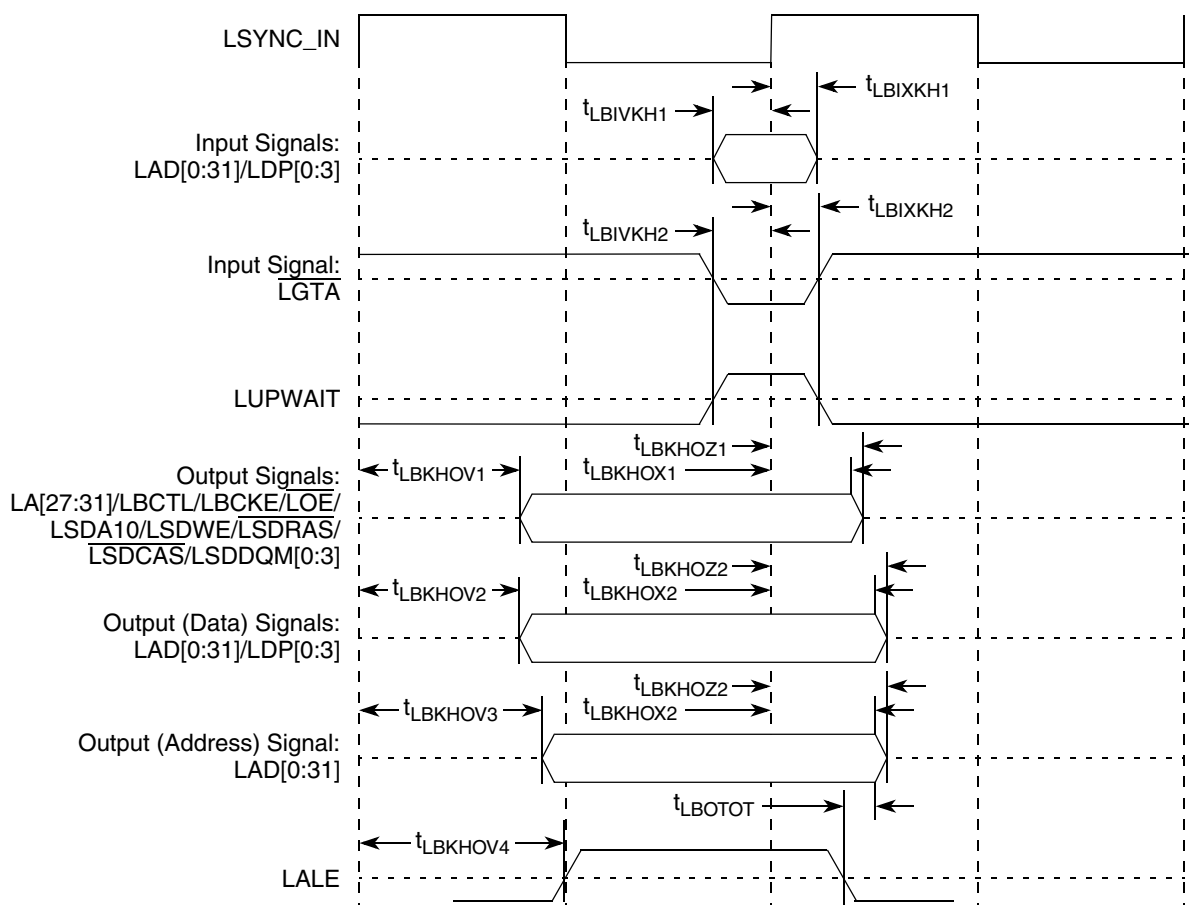 LSYNC_IN
tLBIXKH1
tLBIVKH1
Input Signals:
LAD[0:31]/LDP[0:3]
tLBIXKH2
tLBIVKH2
Input Signal:
LGTA
LUPWAIT
tLBKHOZ1
tLBKHOV1
tLBKHOX1
Output Signals:
LA[27:31]/LBCTL/LBCKE/LOE/
LSDA10/LSDWE/LSDRAS/
LSDCAS/LSDDQM[0:3]
tLBKHOZ2
tLBKHOV2
tLBKHOX2
Output (Data) Signals:
LAD[0:31]/LDP[0:3]
tLBKHOZ2
tLBKHOV3
tLBKHOX2
Output (Address) Signal:
LAD[0:31]
tLBOTOT
tLBKHOV4
LALE